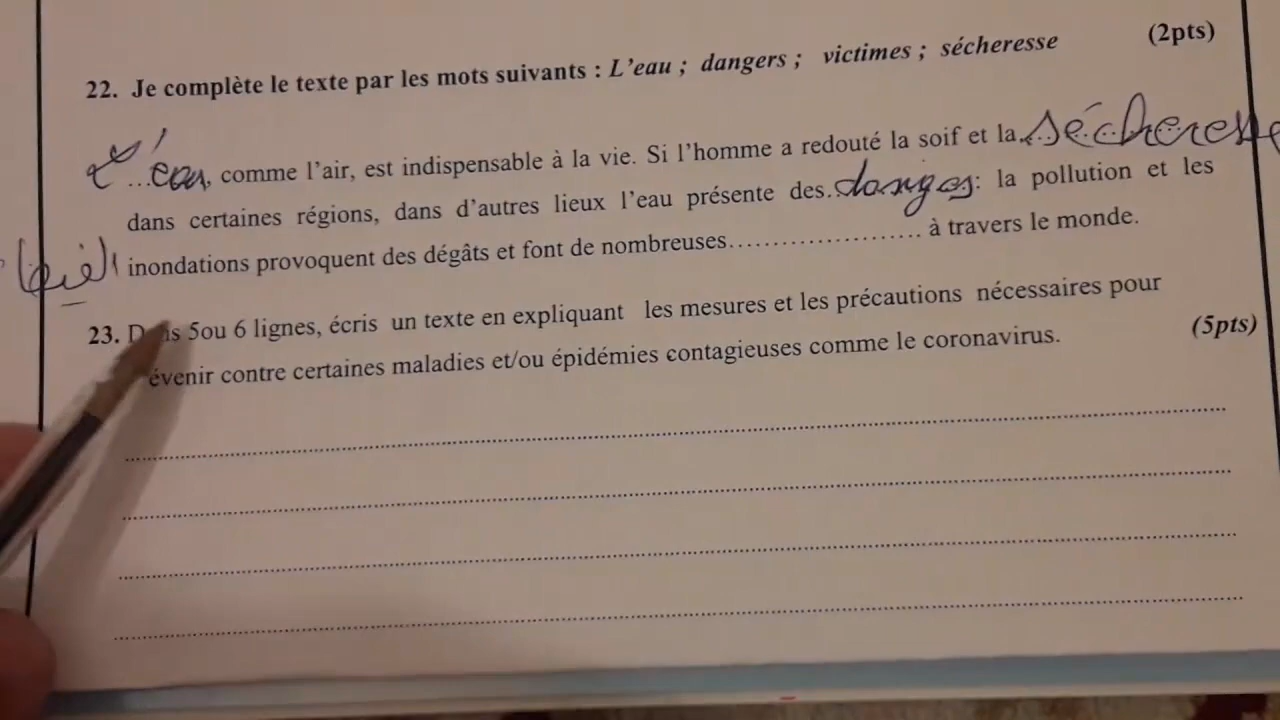 22. Je complète le texte par les mots suivants : L'eau ; dangers ; victimes ; sécheresse (2pts)
L'...eau, comme l'air, est indispensable à la vie. Si l'homme a redouté la soif et la..sécheresse
dans certaines régions, dans d'autres lieux l'eau présente des..dangers: la pollution et les
inondations provoquent des dégâts et font de nombreuses..................... à travers le monde.
23. 5ou 6 lignes, écris un texte en expliquant les mesures et les précautions nécessaires pour (5pts)
évenir contre certaines maladies et/ou épidémies contagieuses comme le coronavirus.